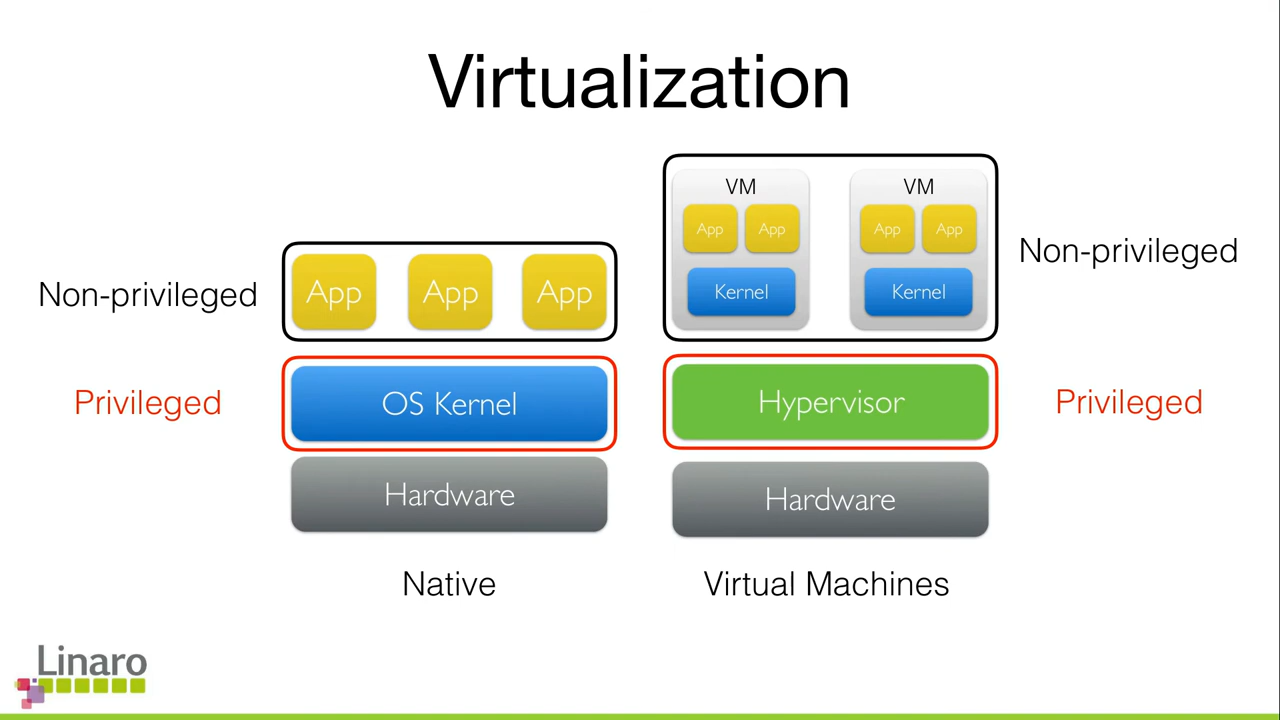 Virtualization
Non-privileged
App App App
Privileged
OS Kernel
Hardware
Native
VM VM
App App App App
Kernel Kernel
Non-privileged
Hypervisor
Privileged
Hardware
Virtual Machines
Linaro